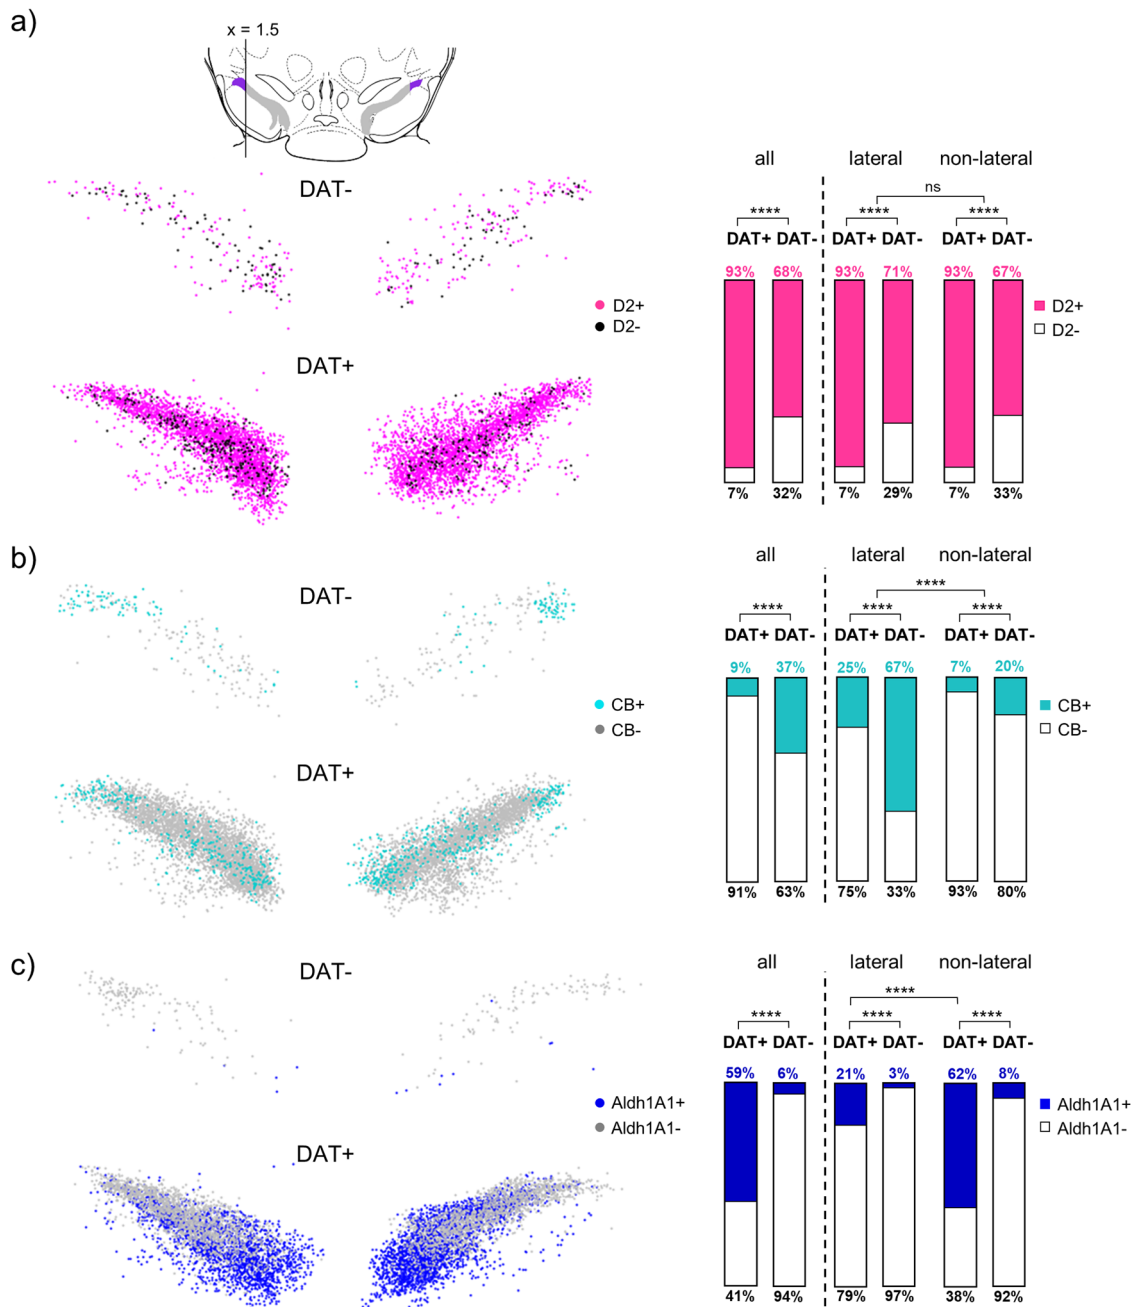 a)
x = 1.5
DAT-
D2+
D2-
DAT+
all lateral non-lateral
ns
**** **** ****
DAT+ DAT- DAT+ DAT- DAT+ DAT-
93% 68% 93% 71% 93% 67%
D2+
D2-
7% 32% 7% 29% 7% 33%
b)
DAT-
CB+
CB-
DAT+
all lateral non-lateral
****
**** **** ****
DAT+ DAT- DAT+ DAT- DAT+ DAT-
9% 37% 25% 67% 7% 20%
CB+
CB-
91% 63% 75% 33% 93% 80%
c)
DAT-
Aldh1A1+
Aldh1A1-
DAT+
all lateral non-lateral
****
**** **** ****
DAT+ DAT- DAT+ DAT- DAT+ DAT-
59% 6% 21% 3% 62% 8%
Aldh1A1+
Aldh1A1-
41% 94% 79% 97% 38% 92%